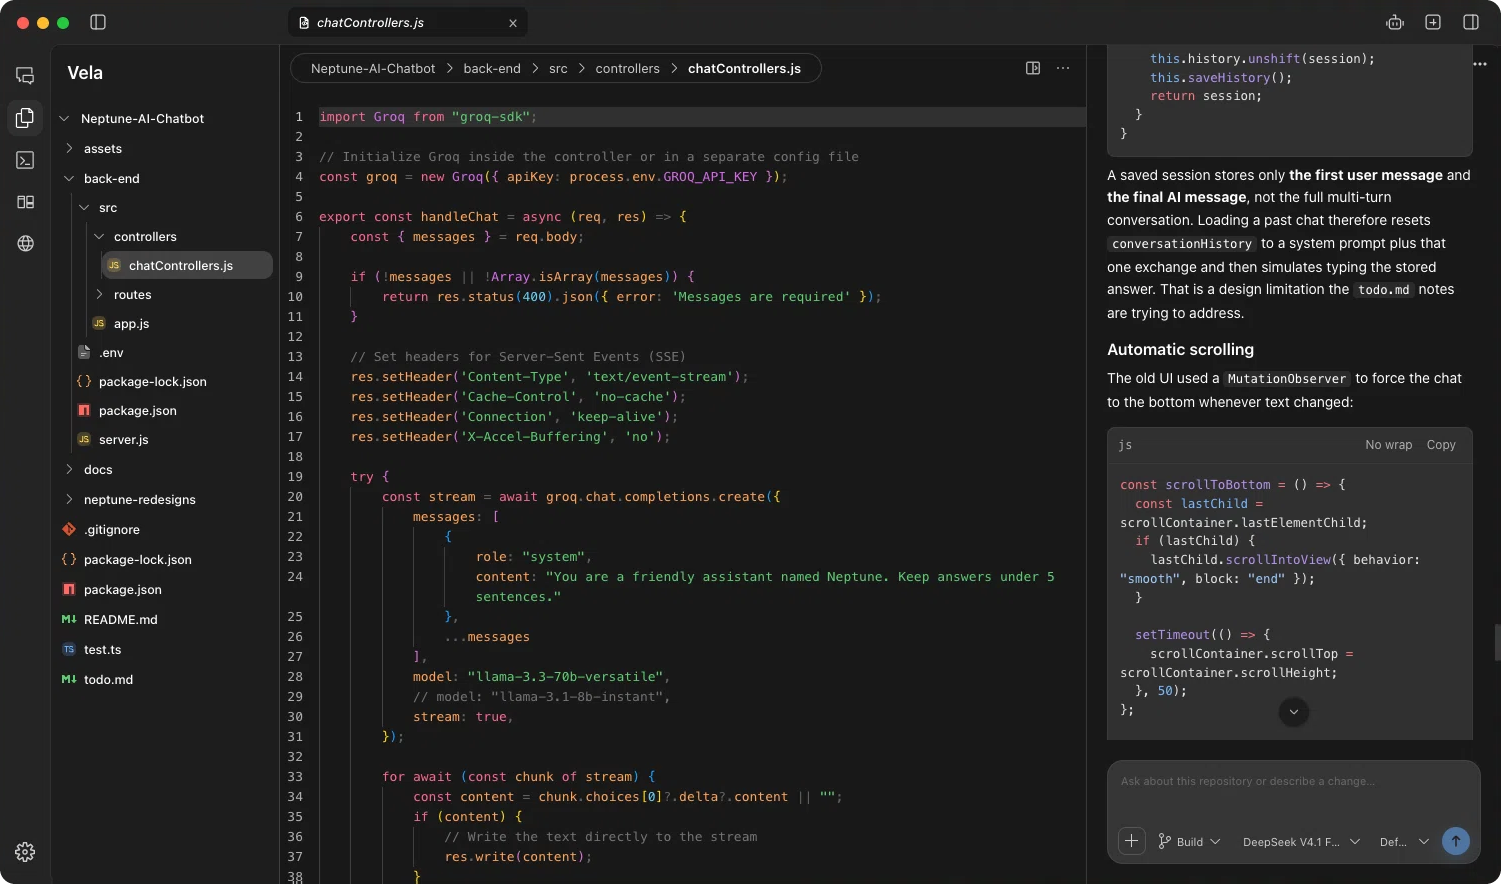 chatControllers.js
Vela
Neptune-AI-Chatbot
assets
back-end
src
controllers
JS chatControllers.js
routes
JS app.js
.env
{} package-lock.json
package.json
JS server.js
docs
neptune-redesigns
.gitignore
{} package-lock.json
package.json
M↓ README.md
TS test.ts
M↓ todo.md
Neptune-AI-Chatbot > back-end > src > controllers > chatControllers.js
1 import Groq from "groq-sdk";
2
3 // Initialize Groq inside the controller or in a separate config file
4 const groq = new Groq({ apiKey: process.env.GROQ_API_KEY });
5
6 export const handleChat = async (req, res) => {
7 const { messages } = req.body;
8
9 if (!messages || !Array.isArray(messages)) {
10 return res.status(400).json({ error: 'Messages are required' });
11 }
12
13 // Set headers for Server-Sent Events (SSE)
14 res.setHeader('Content-Type', 'text/event-stream');
15 res.setHeader('Cache-Control', 'no-cache');
16 res.setHeader('Connection', 'keep-alive');
17 res.setHeader('X-Accel-Buffering', 'no');
18
19 try {
20 const stream = await groq.chat.completions.create({
21 messages: [
22 {
23 role: "system",
24 content: "You are a friendly assistant named Neptune. Keep answers under 5
sentences."
25 },
26 ...messages
27 ],
28 model: "llama-3.3-70b-versatile",
29 // model: "llama-3.1-8b-instant",
30 stream: true,
31 });
32
33 for await (const chunk of stream) {
34 const content = chunk.choices[0]?.delta?.content || "";
35 if (content) {
36 // Write the text directly to the stream
37 res.write(content);
38 }
this.history.unshift(session);
this.saveHistory();
return session;
}
}
A saved session stores only the first user message and
the final AI message, not the full multi-turn
conversation. Loading a past chat therefore resets
conversationHistory to a system prompt plus that
one exchange and then simulates typing the stored
answer. That is a design limitation the todo.md notes
are trying to address.
Automatic scrolling
The old UI used a MutationObserver to force the chat
to the bottom whenever text changed:
js No wrap Copy
const scrollToBottom = () => {
const lastChild =
scrollContainer.lastElementChild;
if (lastChild) {
lastChild.scrollIntoView({ behavior:
"smooth", block: "end" });
}
setTimeout(() => {
scrollContainer.scrollTop =
scrollContainer.scrollHeight;
}, 50);
};
Ask about this repository or describe a change...
Build DeepSeek V4.1 F... Def...